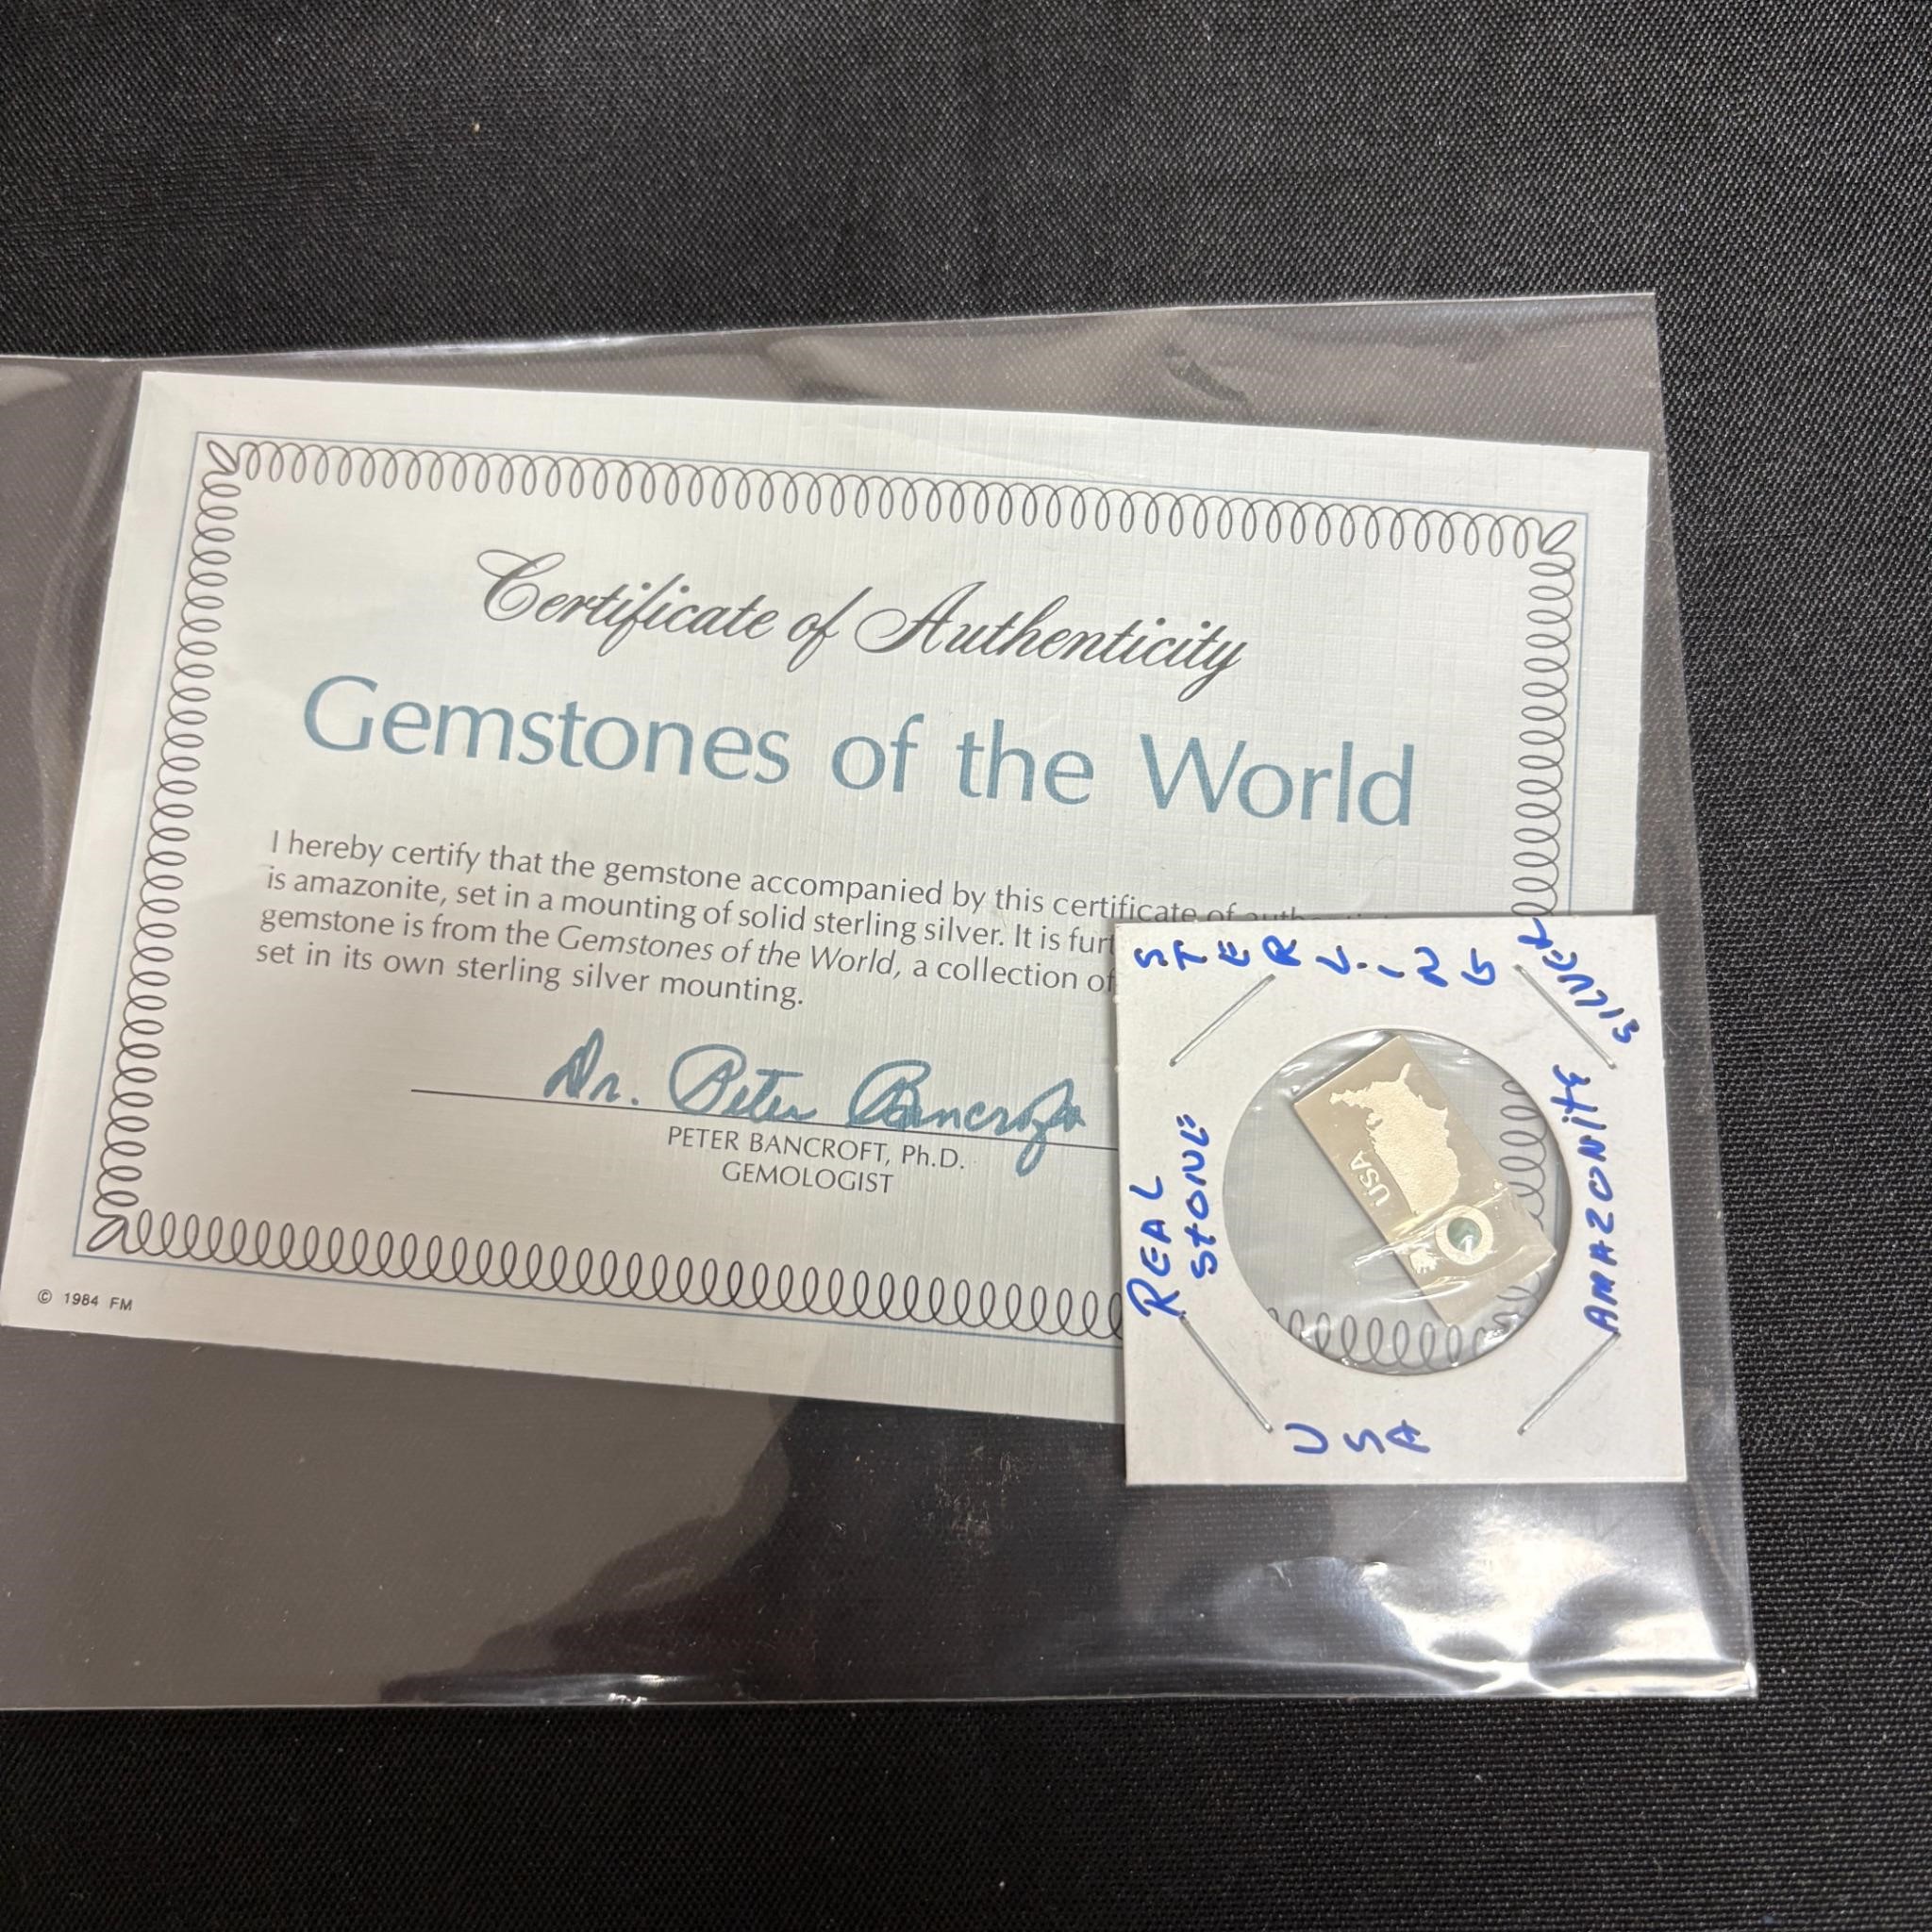 Certificate of Authenticity
Gemstones of the World
I hereby certify that the gemstone accompanied by this certificate of
is amazonite, set in a mounting of solid sterling silver. It is
gemstone is from the Gemstones of the World, a collection of
set in its own sterling silver mounting.
Dr. Peter Bancroft
PETER BANCROFT, Ph.D.
GEMOLOGIST
© 1984 FM
STERLING SILVER
REAL
STONE
AMAZONITE
USA
USA